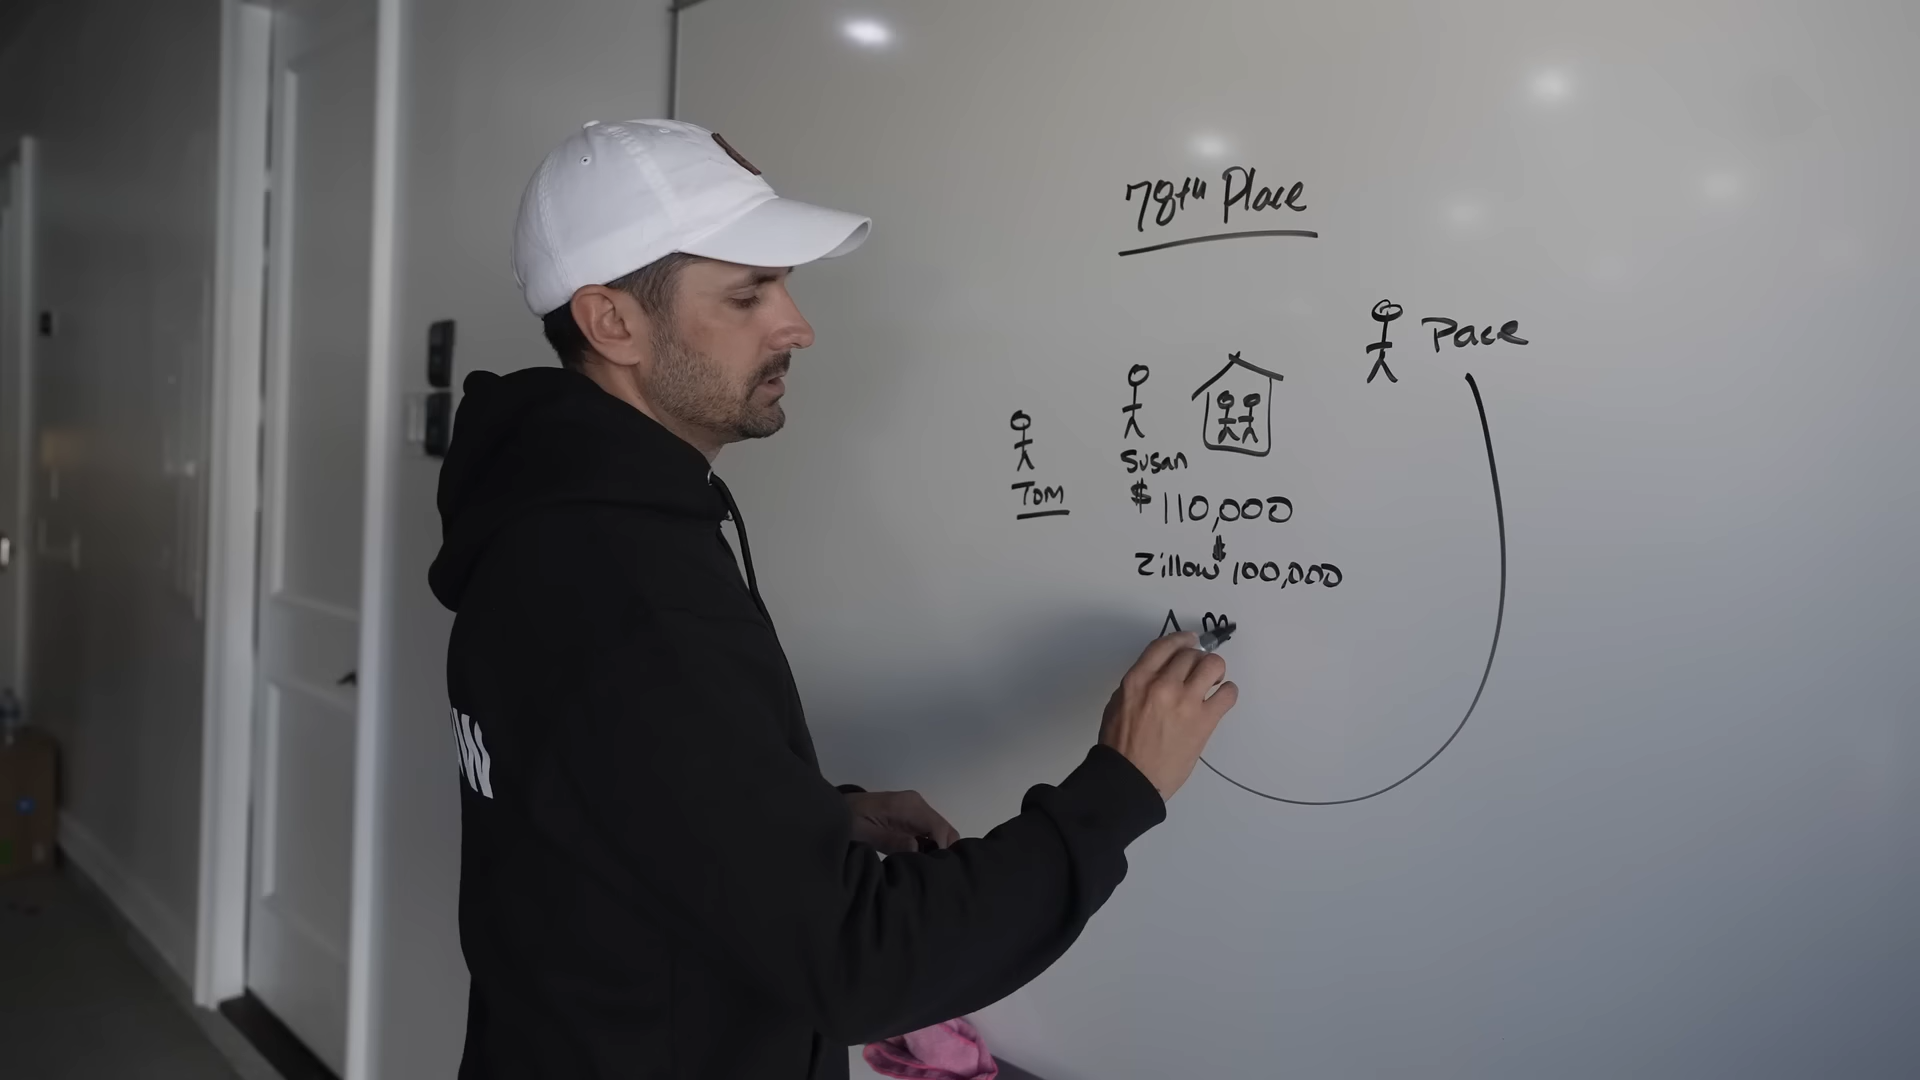 78th Place
Pace
Susan
Tom
$ 110,000
Zillow $ 100,000